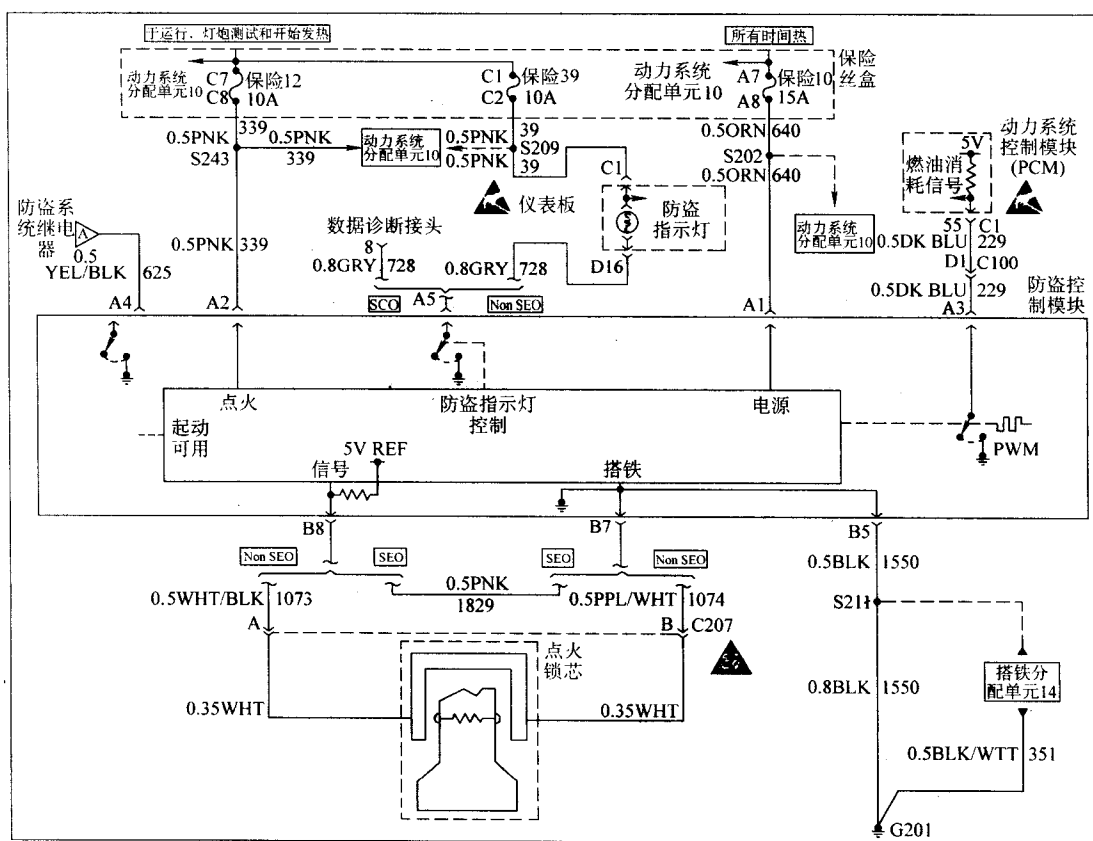 于运行、灯炮测试和开始发热
所有时间热
动力系统
分配单元10
C7
C8
保险12
10A
C1
C2
保险39
10A
动力系统
分配单元10
A7
A8
保险10
15A
保险
丝盒
0.5PNK
339
0.5PNK
339
S243
动力系统
分配单元10
0.5PNK
39
S209
0.5PNK
39
0.5ORN
640
S202
0.5ORN
640
动力系统
分配单元10
5V
燃油消
耗信号
动力系统
控制模块
(PCM)
55
C1
0.5DK BLU
229
D1
C100
0.5DK BLU
229
A3
防盗控
制模块
仪表板
C1
防盗
指示灯
D16
防盗系
统继电
器
A
0.5
YEL/BLK
625
A4
0.5PNK
339
A2
数据诊断接头
8
0.8GRY
728
0.8GRY
728
SCO
A5
Non SEO
A1
点火
防盗指示灯
控制
电源
起动
可用
5V REF
信号
搭铁
PWM
B8
B7
B5
Non SEO
SEO
SEO
Non SEO
0.5PNK
1829
0.5WHT/BLK
1073
0.5PPL/WHT
1074
A
B
C207
点火
锁芯
0.35WHT
0.35WHT
0.5BLK
1550
S211
0.8BLK
1550
搭铁分
配单元14
0.5BLK/WTT
351
G201